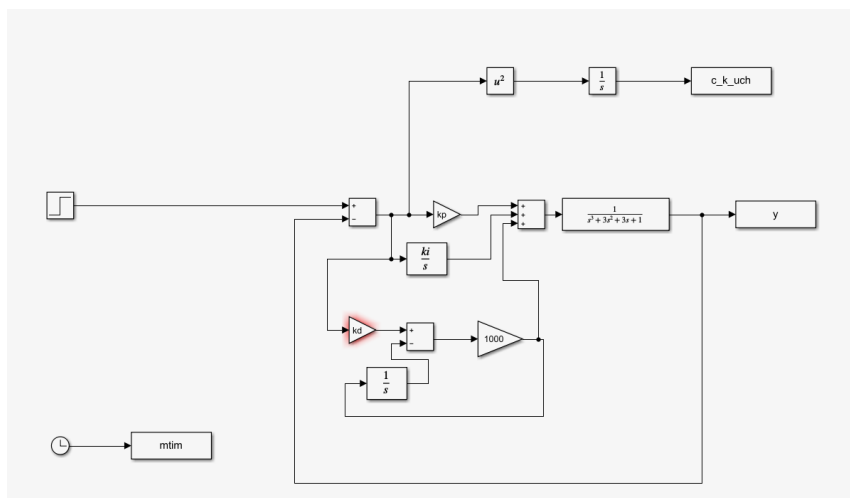 u²
1
s
c_k_uch
+
−
kp
+
+
+
1
s³ + 3s² + 3s + 1
y
ki
s
kd
+
−
1000
1
s
mtim